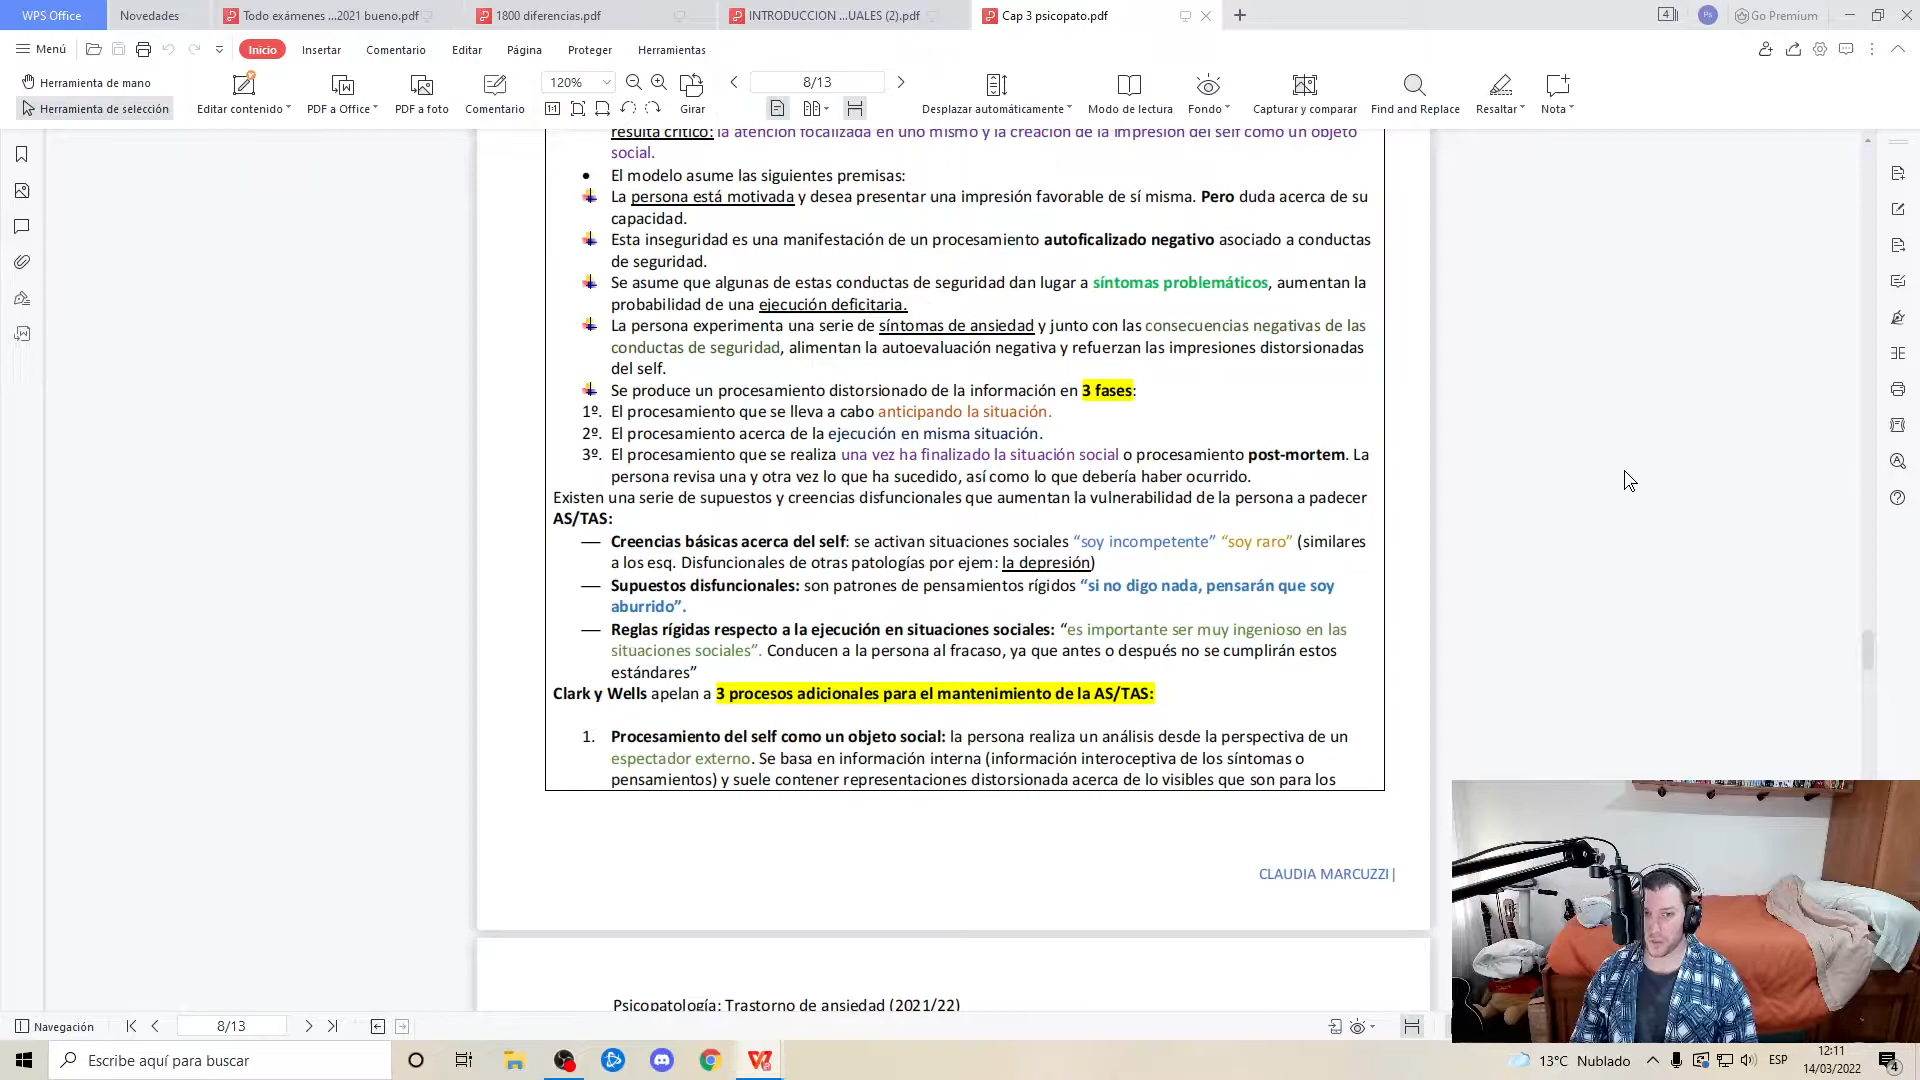 WPS Office
Novedades
Todo exámenes ...2021 bueno.pdf
1800 diferencias.pdf
INTRODUCCION ...UALES (2).pdf
Cap 3 psicopato.pdf
Go Premium
Menú
Inicio
Insertar
Comentario
Editar
Página
Proteger
Herramientas
Herramienta de mano
Herramienta de selección
Editar contenido
PDF a Office
PDF a foto
Comentario
120%
Girar
8/13
Desplazar automáticamente
Modo de lectura
Fondo
Capturar y comparar
Find and Replace
Resaltar
Nota
resulta crítico: la atención focalizada en uno mismo y la creación de la impresión del self como un objeto
social.
• El modelo asume las siguientes premisas:
La persona está motivada y desea presentar una impresión favorable de sí misma. Pero duda acerca de su
capacidad.
Esta inseguridad es una manifestación de un procesamiento autoficalizado negativo asociado a conductas
de seguridad.
Se asume que algunas de estas conductas de seguridad dan lugar a síntomas problemáticos, aumentan la
probabilidad de una ejecución deficitaria.
La persona experimenta una serie de síntomas de ansiedad y junto con las consecuencias negativas de las
conductas de seguridad, alimentan la autoevaluación negativa y refuerzan las impresiones distorsionadas
del self.
Se produce un procesamiento distorsionado de la información en 3 fases:
1º. El procesamiento que se lleva a cabo anticipando la situación.
2º. El procesamiento acerca de la ejecución en misma situación.
3º. El procesamiento que se realiza una vez ha finalizado la situación social o procesamiento post-mortem. La
persona revisa una y otra vez lo que ha sucedido, así como lo que debería haber ocurrido.
Existen una serie de supuestos y creencias disfuncionales que aumentan la vulnerabilidad de la persona a padecer
AS/TAS:
— Creencias básicas acerca del self: se activan situaciones sociales “soy incompetente” “soy raro” (similares
a los esq. Disfuncionales de otras patologías por ejem: la depresión)
— Supuestos disfuncionales: son patrones de pensamientos rígidos “si no digo nada, pensarán que soy
aburrido”.
— Reglas rígidas respecto a la ejecución en situaciones sociales: “es importante ser muy ingenioso en las
situaciones sociales”. Conducen a la persona al fracaso, ya que antes o después no se cumplirán estos
estándares”
Clark y Wells apelan a 3 procesos adicionales para el mantenimiento de la AS/TAS:
1. Procesamiento del self como un objeto social: la persona realiza un análisis desde la perspectiva de un
espectador externo. Se basa en información interna (información interoceptiva de los síntomas o
pensamientos) y suele contener representaciones distorsionada acerca de lo visibles que son para los
CLAUDIA MARCUZZI|
Psicopatología: Trastorno de ansiedad (2021/22)
Navegación
8/13
Escribe aquí para buscar
13°C Nublado
ESP
12:11
14/03/2022
4